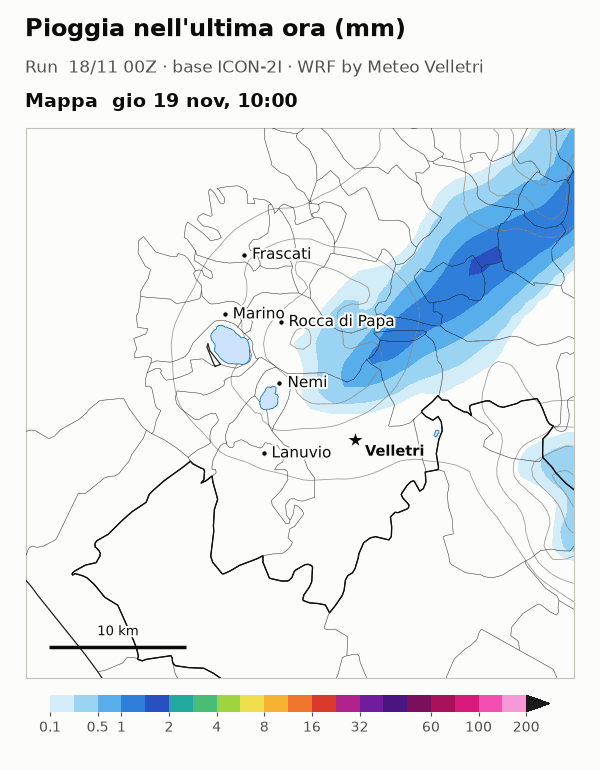 Pioggia nell'ultima ora (mm)
Run  18/11 00Z · base ICON-2I · WRF by Meteo Velletri
Mappa  gio 19 nov, 10:00
Frascati
Marino
Rocca di Papa
Nemi
Velletri
Lanuvio
10 km
0.1 0.5 1 2 4 8 16 32 60 100 200